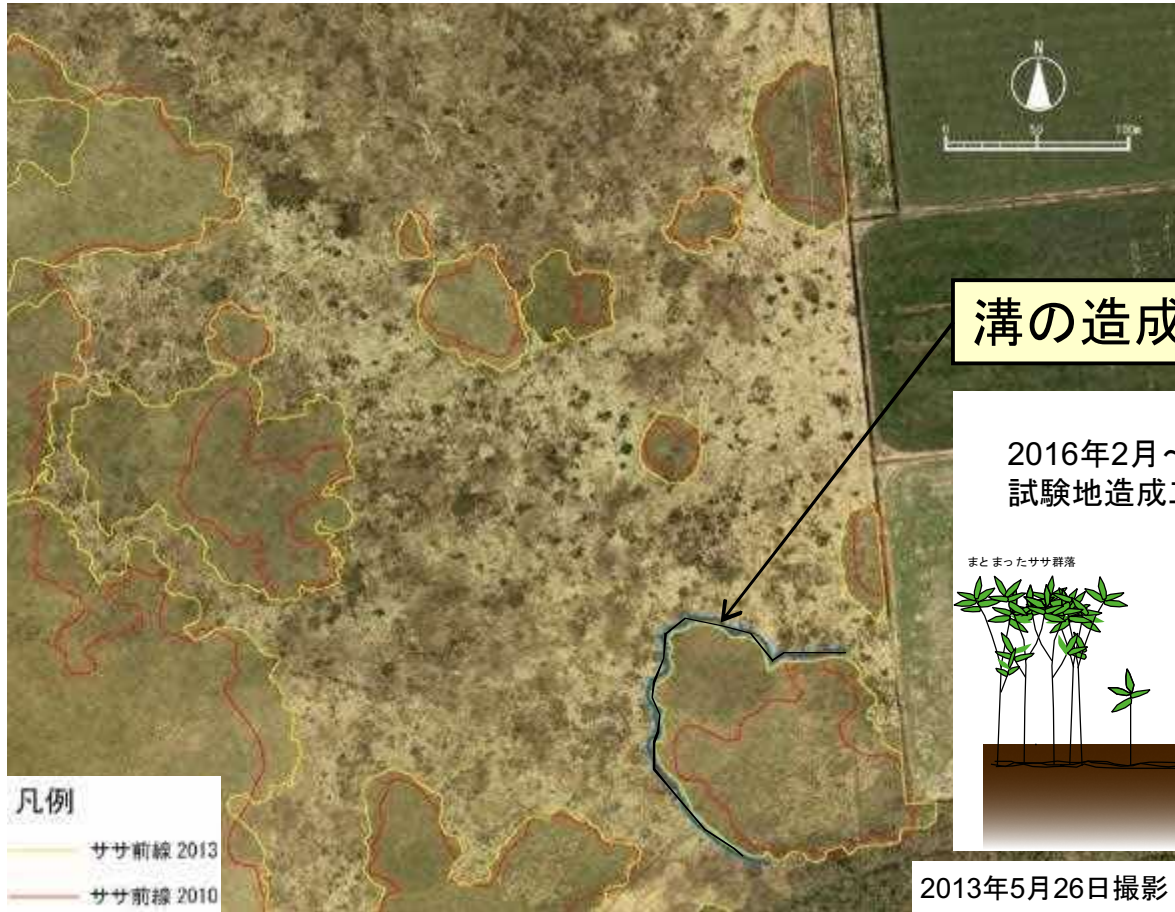 N
0 50 100m
溝の造成
2016年2月~
試験地造成
まとまったササ群落
凡例
ササ前線 2013
ササ前線 2010
2013年5月26日撮影